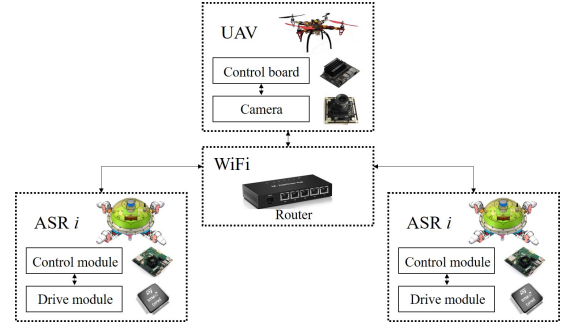 UAV
Control board
Camera
WiFi
Router
ASR i
Control module
Drive module
ASR i
Control module
Drive module